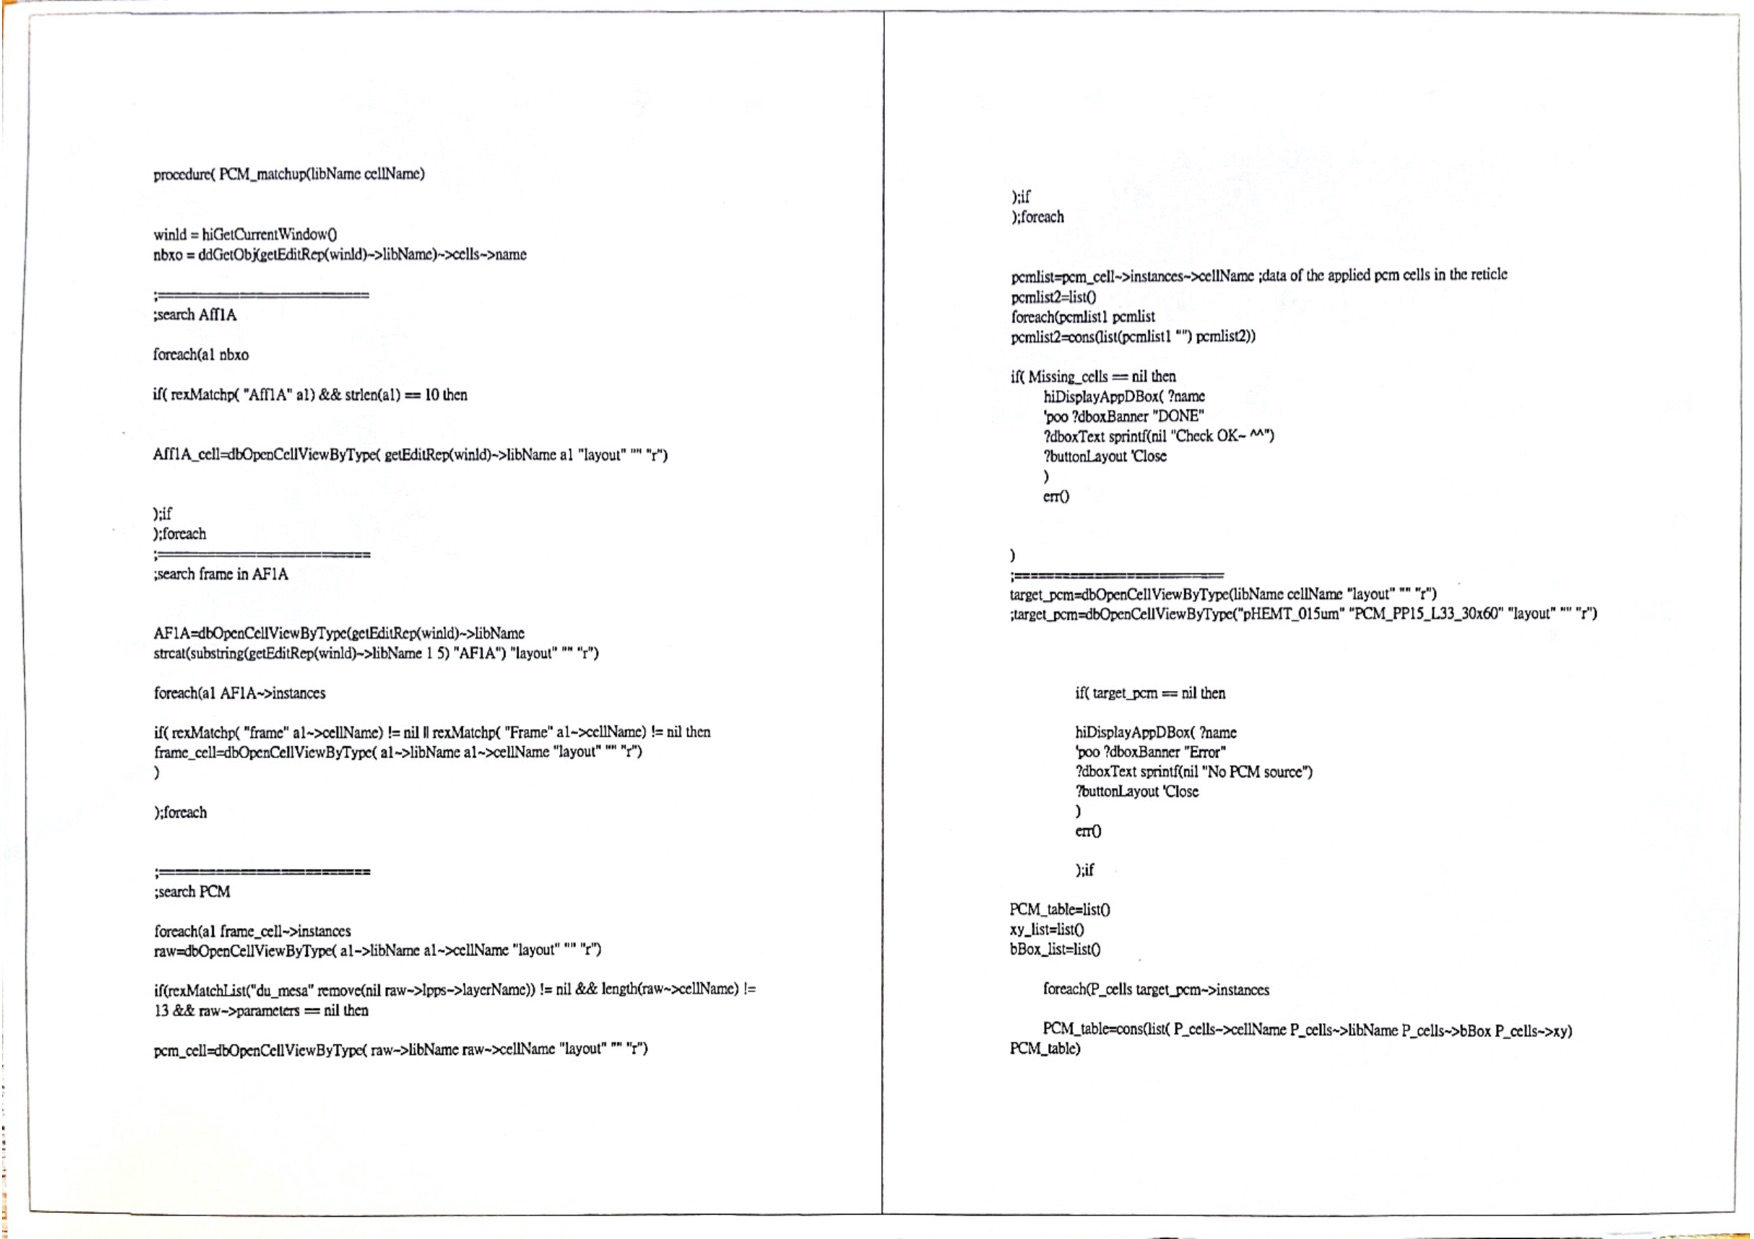 procedure( PCM_matchup(libName cellName)
winId = hiGetCurrentWindow()
nbxo = ddGetObj(getEditRep(winId)~>libName)~>cells~>name
;==========================
;search Aff1A
foreach(a1 nbxo
if( rexMatchp( "Aff1A" a1) && strlen(a1) == 10 then
Aff1A_cell=dbOpenCellViewByType( getEditRep(winId)~>libName a1 "layout" "" "r")
);if
);foreach
;==========================
;search frame in AF1A
AF1A=dbOpenCellViewByType(getEditRep(winId)~>libName
strcat(substring(getEditRep(winId)~>libName 1 5) "AF1A") "layout" "" "r")
foreach(a1 AF1A~>instances
if( rexMatchp( "frame" a1~>cellName) != nil || rexMatchp( "Frame" a1~>cellName) != nil then
frame_cell=dbOpenCellViewByType( a1~>libName a1~>cellName "layout" "" "r")
)
);foreach
;==========================
;search PCM
foreach(a1 frame_cell~>instances
raw=dbOpenCellViewByType( a1~>libName a1~>cellName "layout" "" "r")
if(rexMatchList("du_mesa" remove(nil raw~>lpps~>layerName)) != nil && length(raw~>cellName) !=
13 && raw~>parameters == nil then
pcm_cell=dbOpenCellViewByType( raw~>libName raw~>cellName "layout" "" "r")
);if
);foreach
pcmlist=pcm_cell~>instances~>cellName ;data of the applied pcm cells in the reticle
pcmlist2=list()
foreach(pcmlist1 pcmlist
pcmlist2=cons(list(pcmlist1 "") pcmlist2))
if( Missing_cells == nil then
hiDisplayAppDBox( ?name
'poo ?dboxBanner "DONE"
?dboxText sprintf(nil "Check OK~ ^^")
?buttonLayout 'Close
)
err()
)
;==========================
target_pcm=dbOpenCellViewByType(libName cellName "layout" "" "r")
;target_pcm=dbOpenCellViewByType("pHEMT_015um" "PCM_PP15_L33_30x60" "layout" "" "r")
if( target_pcm == nil then
hiDisplayAppDBox( ?name
'poo ?dboxBanner "Error"
?dboxText sprintf(nil "No PCM source")
?buttonLayout 'Close
)
err()
);if
PCM_table=list()
xy_list=list()
bBox_list=list()
foreach(P_cells target_pcm~>instances
PCM_table=cons(list( P_cells~>cellName P_cells~>libName P_cells~>bBox P_cells~>xy)
PCM_table)